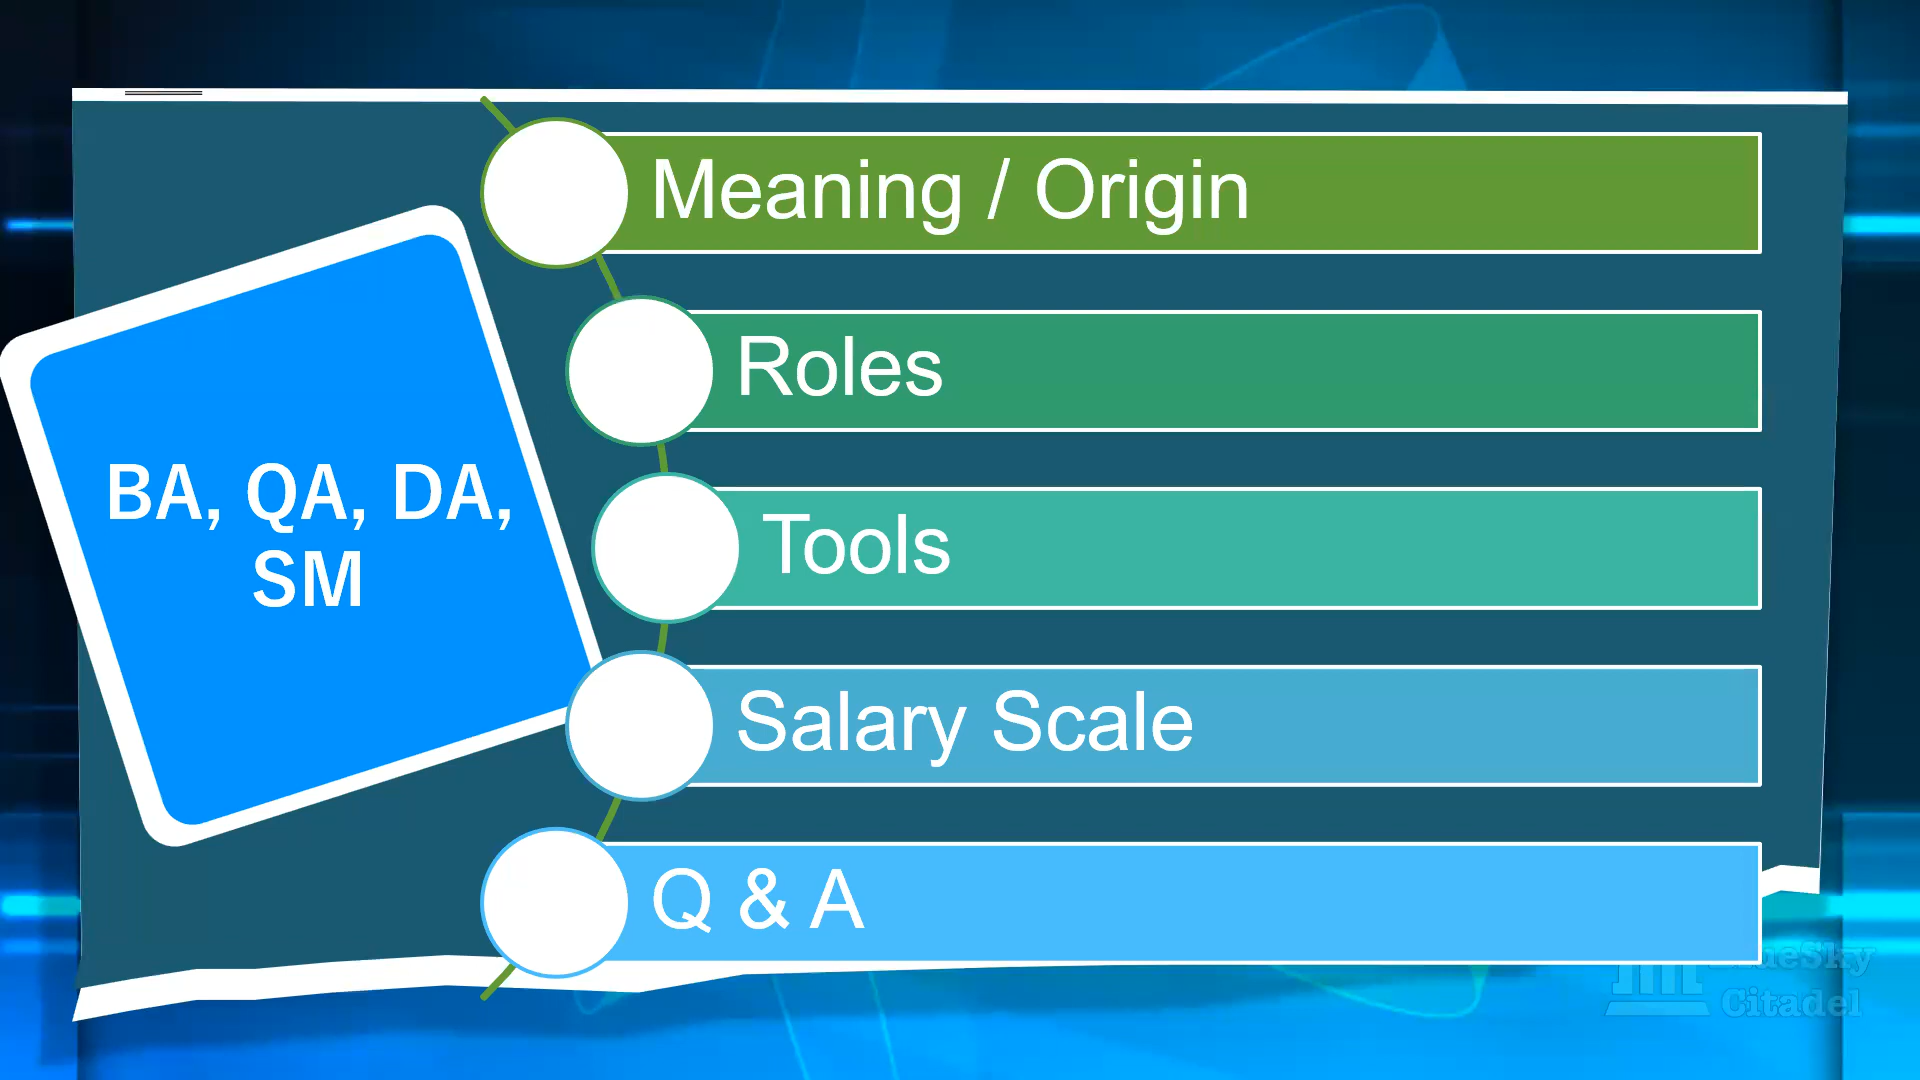 BA, QA, DA,
SM
Meaning / Origin
Roles
Tools
Salary Scale
Q & A
Citadel